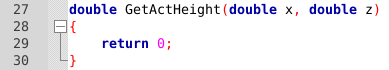 27 double GetActHeight(double x, double z)
28 {
29 return 0;
30 }